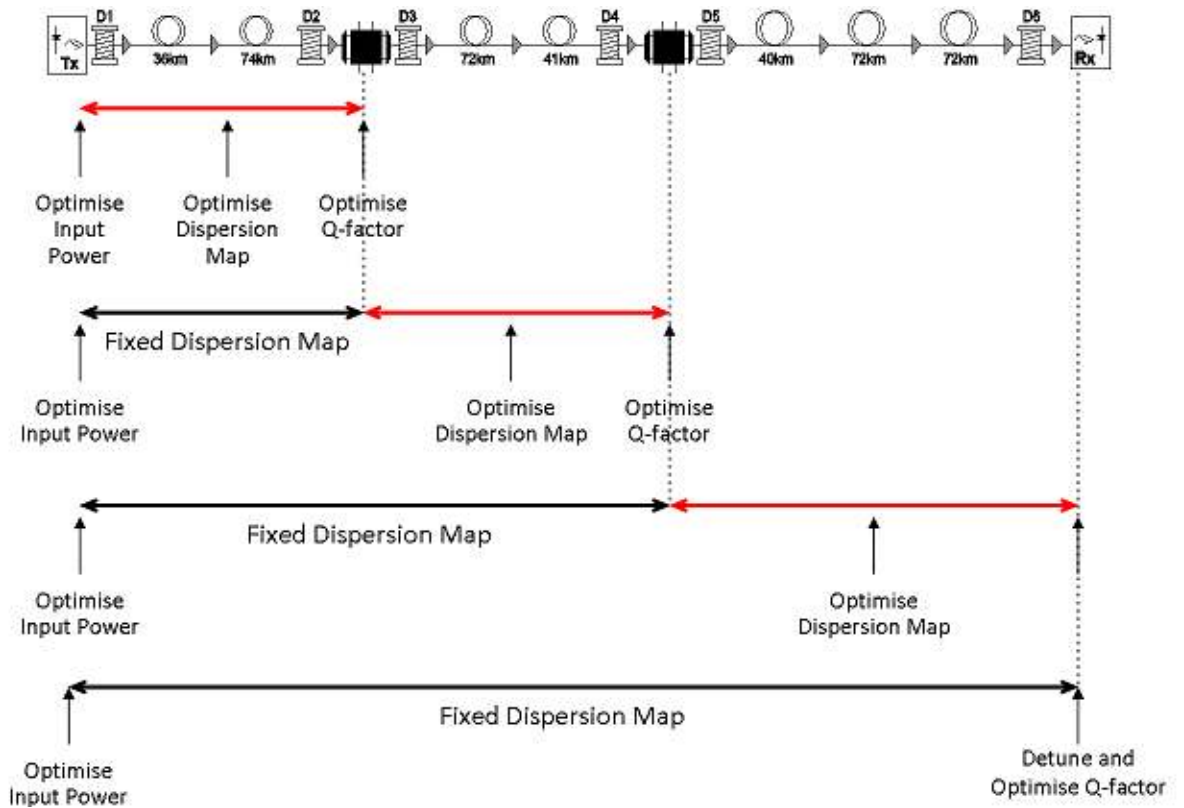 D1 D2 D3 D4 D5 D6
Tx 36km 74km 72km 41km 40km 72km 72km Rx
Optimise Optimise Optimise
Input Dispersion Q-factor
Power Map
Fixed Dispersion Map
Optimise Optimise Optimise
Input Power Dispersion Map Q-factor
Fixed Dispersion Map
Optimise Optimise
Input Power Dispersion Map
Fixed Dispersion Map
Optimise Detune and
Input Power Optimise Q-factor